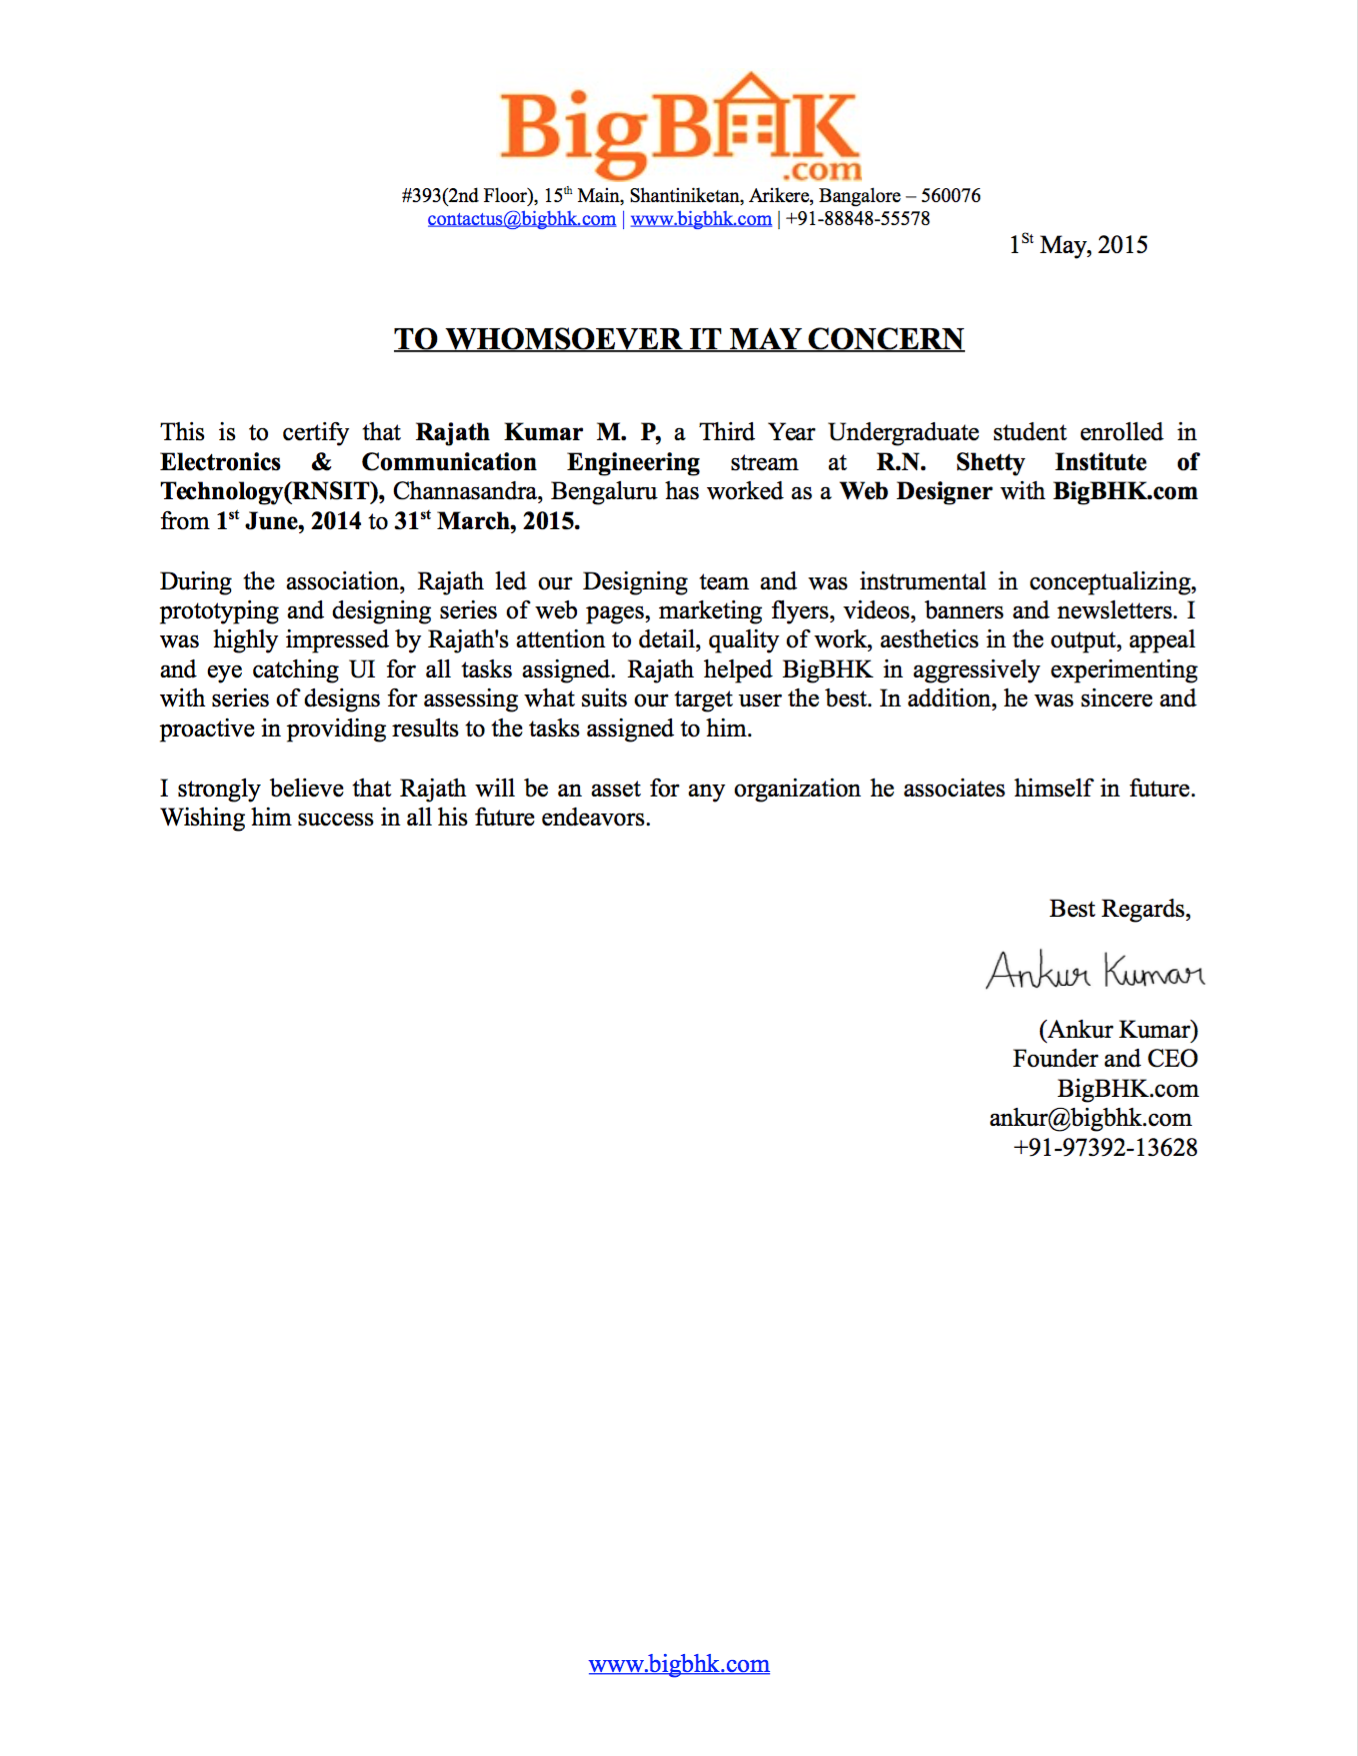 BigBHK
.com
#393(2nd Floor), 15th Main, Shantiniketan, Arikere, Bangalore – 560076
contactus@bigbhk.com | www.bigbhk.com | +91-88848-55578
1St May, 2015
TO WHOMSOEVER IT MAY CONCERN
This is to certify that Rajath Kumar M. P, a Third Year Undergraduate student enrolled in
Electronics & Communication Engineering stream at R.N. Shetty Institute of
Technology(RNSIT), Channasandra, Bengaluru has worked as a Web Designer with BigBHK.com
from 1st June, 2014 to 31st March, 2015.
During the association, Rajath led our Designing team and was instrumental in conceptualizing,
prototyping and designing series of web pages, marketing flyers, videos, banners and newsletters. I
was highly impressed by Rajath's attention to detail, quality of work, aesthetics in the output, appeal
and eye catching UI for all tasks assigned. Rajath helped BigBHK in aggressively experimenting
with series of designs for assessing what suits our target user the best. In addition, he was sincere and
proactive in providing results to the tasks assigned to him.
I strongly believe that Rajath will be an asset for any organization he associates himself in future.
Wishing him success in all his future endeavors.
Best Regards,
Ankur Kumar
(Ankur Kumar)
Founder and CEO
BigBHK.com
ankur@bigbhk.com
+91-97392-13628
www.bigbhk.com